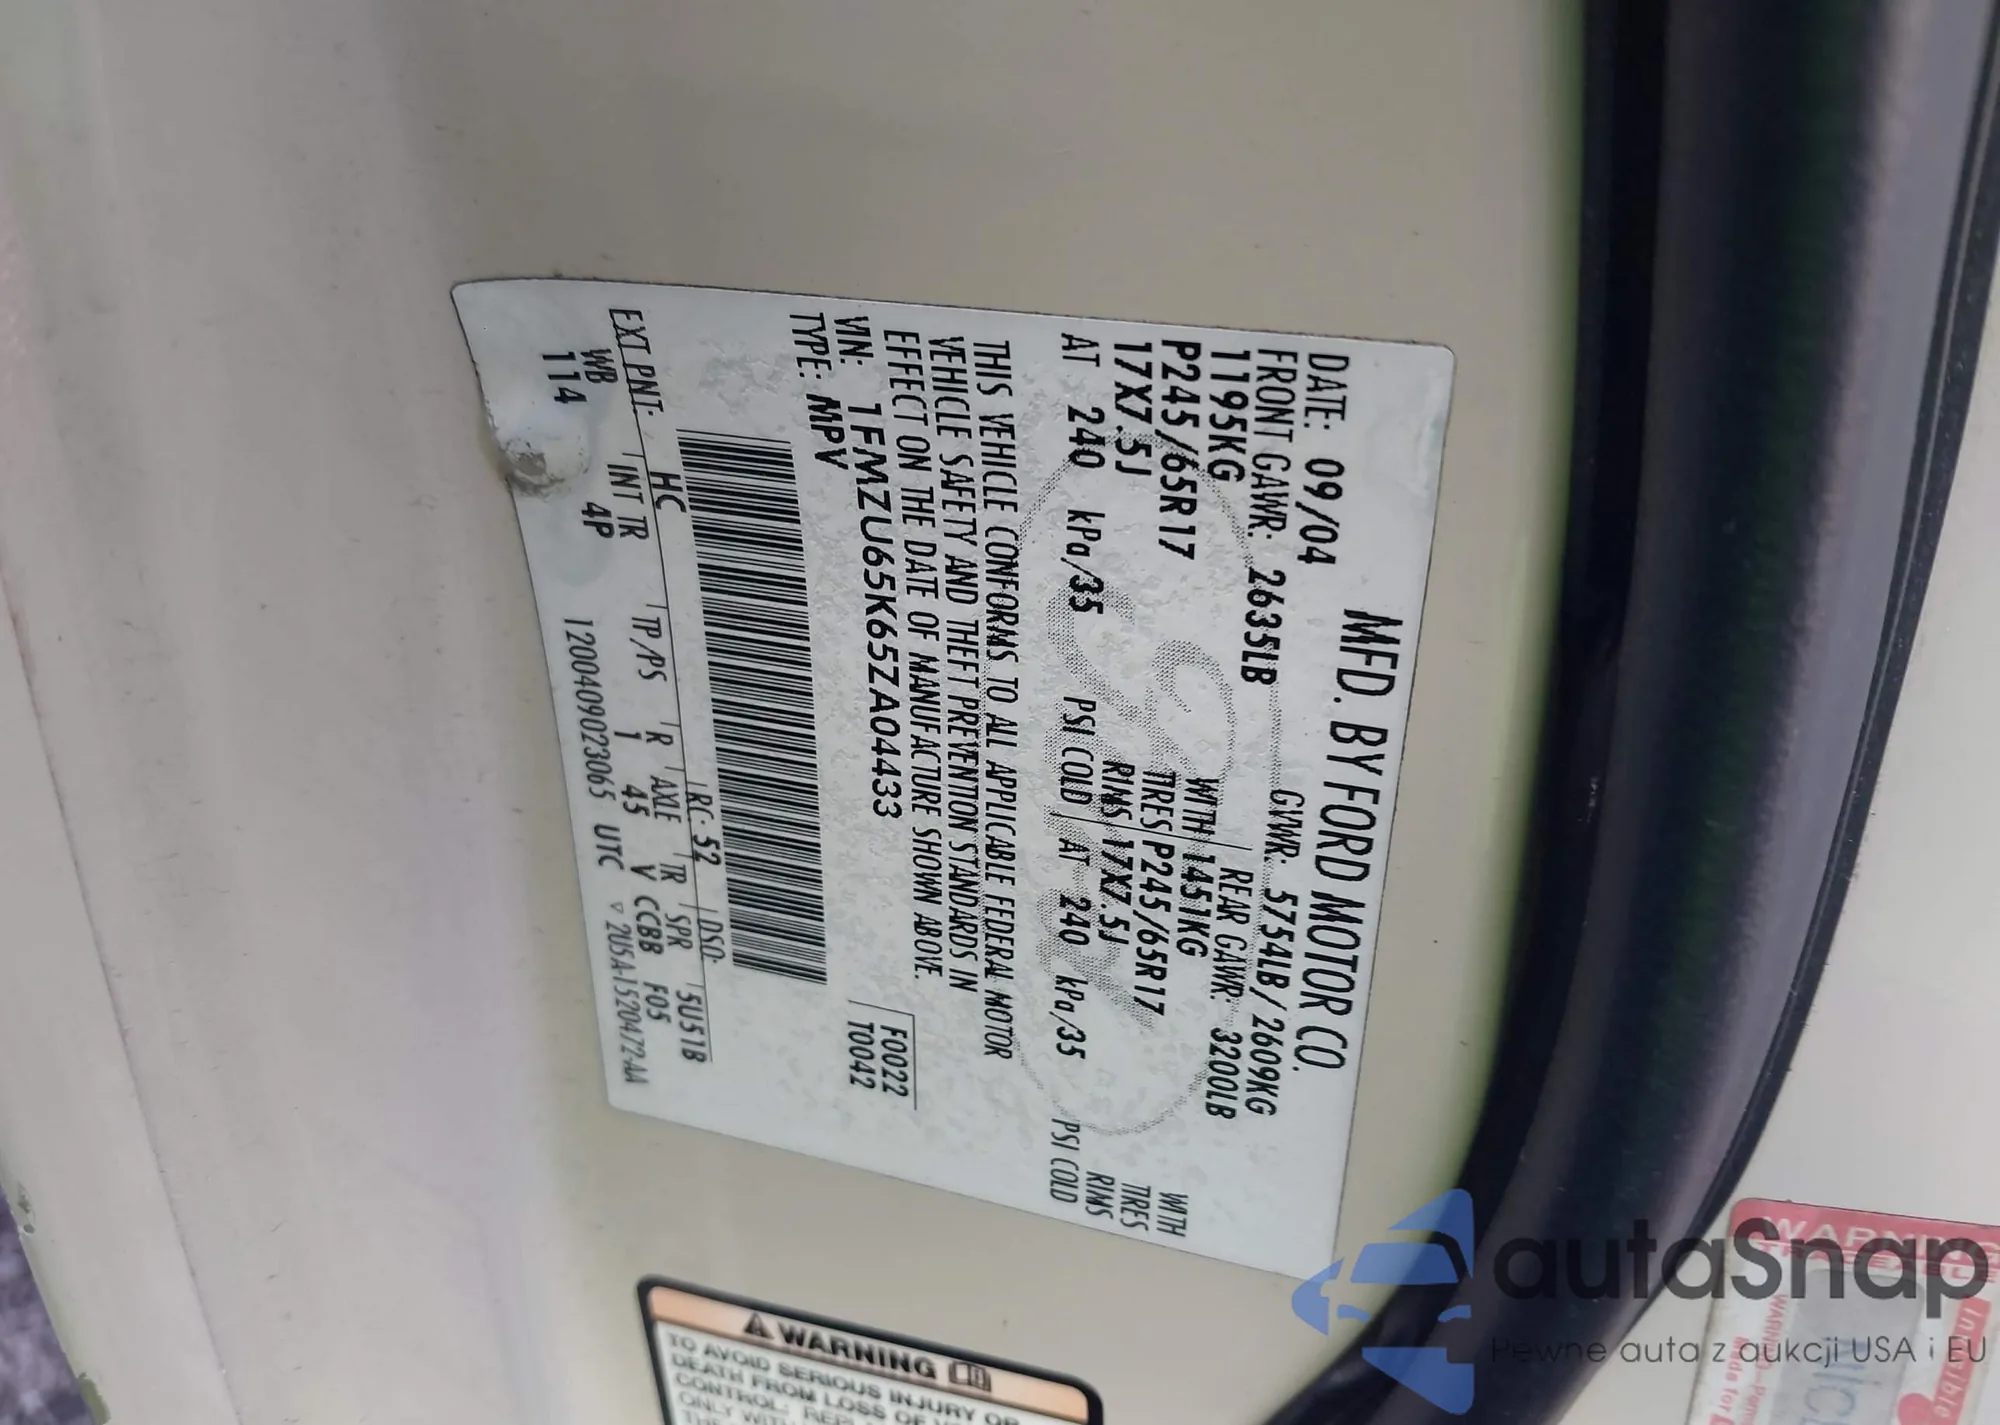 MFD. BY FORD MOTOR CO.
DATE: 09/04 GVWR: 5754LB/2609KG
FRONT GAWR: 2635LB REAR GAWR: 3200LB
1195KG WITH 1451KG WITH
P245/65R17 TIRES P245/65R17 TIRES
17X7.5J RIMS 17X7.5J RIMS
AT 240 kPa/35 PSI COLD AT 240 kPa/35 PSI COLD
THIS VEHICLE CONFORMS TO ALL APPLICABLE FEDERAL MOTOR
VEHICLE SAFETY AND THEFT PREVENTION STANDARDS IN
EFFECT ON THE DATE OF MANUFACTURE SHOWN ABOVE.
VIN: 1FMZU65K65ZA04433 F0022
TYPE: MPV T0042
EXT PNT: HC RC: 52 DSO:
WB INT TR TP/PS R AXLE TR SPR 5U51B
114 4P 1 45 V CCBB F05
1200409023065 UTC ▽ 2U5A-1520472-AA
WARNING
TO AVOID SERIOUS INJURY OR
DEATH FROM LOSS OF
CONTROL:
ONLY WITH
WARNING
Invisible
Made for
autaSnap
Pewne auta z aukcji USA i EU